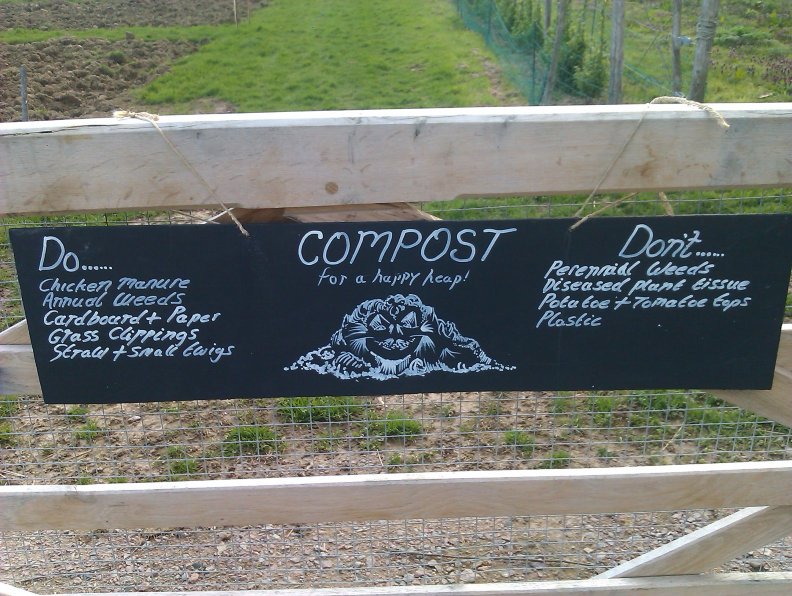 Do......
Chicken Manure
Annual Weeds
Cardboard + Paper
Grass Clippings
Straw + Small twigs
COMPOST
for a happy heap!
Don't.....
Perennial Weeds
Diseased plant tissue
Potatoe + Tomatoe tops
Plastic